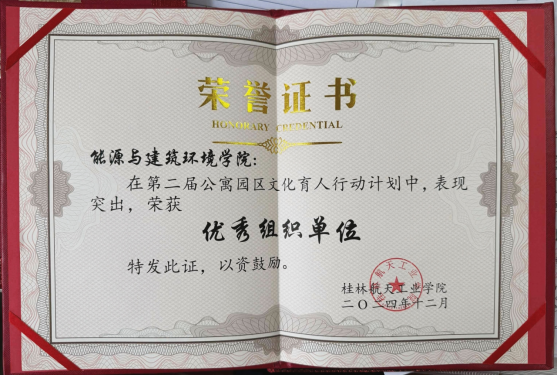 荣誉证书
HONORARY CREDENTIAL
能源与建筑环境学院：
在第二届公寓园区文化育人行动计划中，表现
突出，荣获
优秀组织单位
特发此证，以资鼓励。
桂林航天工业学院
二〇二四年十二月